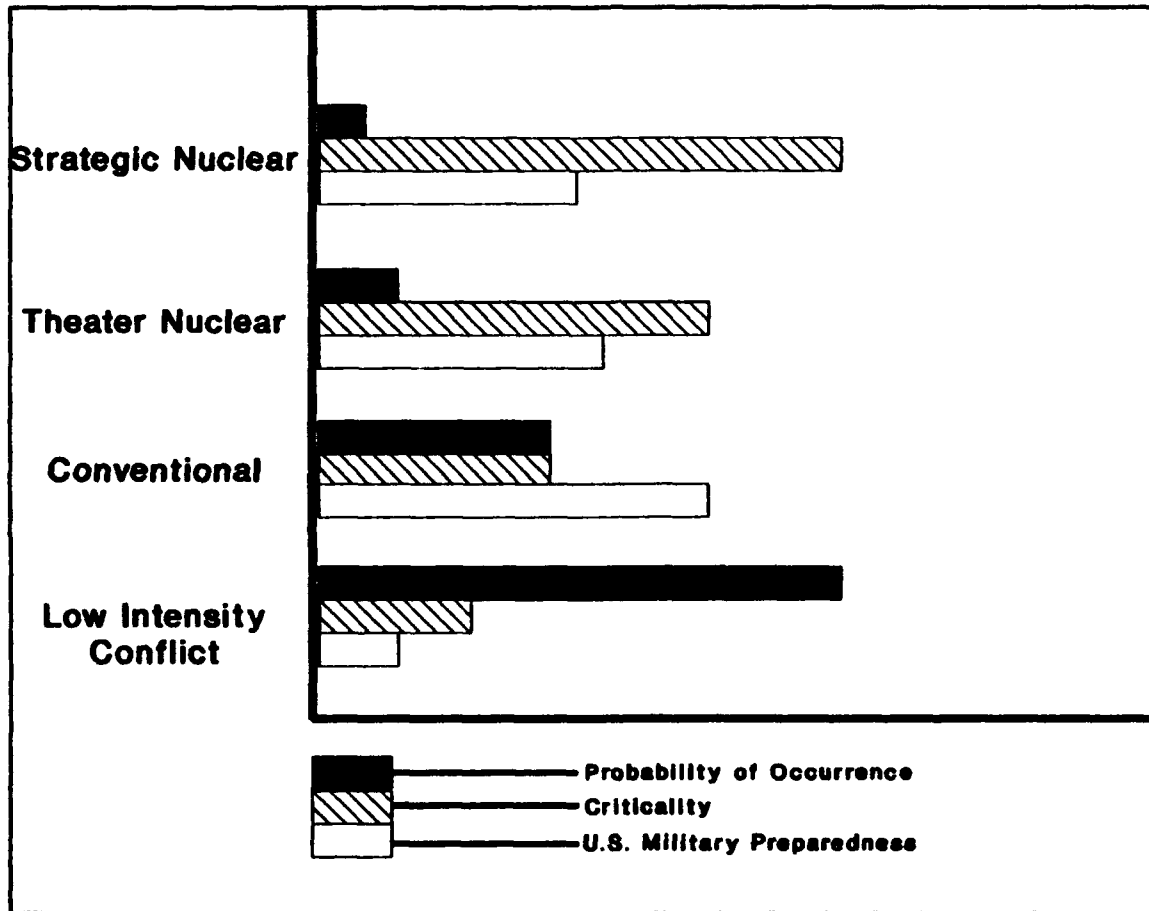 Strategic Nuclear
Theater Nuclear
Conventional
Low Intensity
Conflict
Probability of Occurrence
Criticality
U.S. Military Preparedness